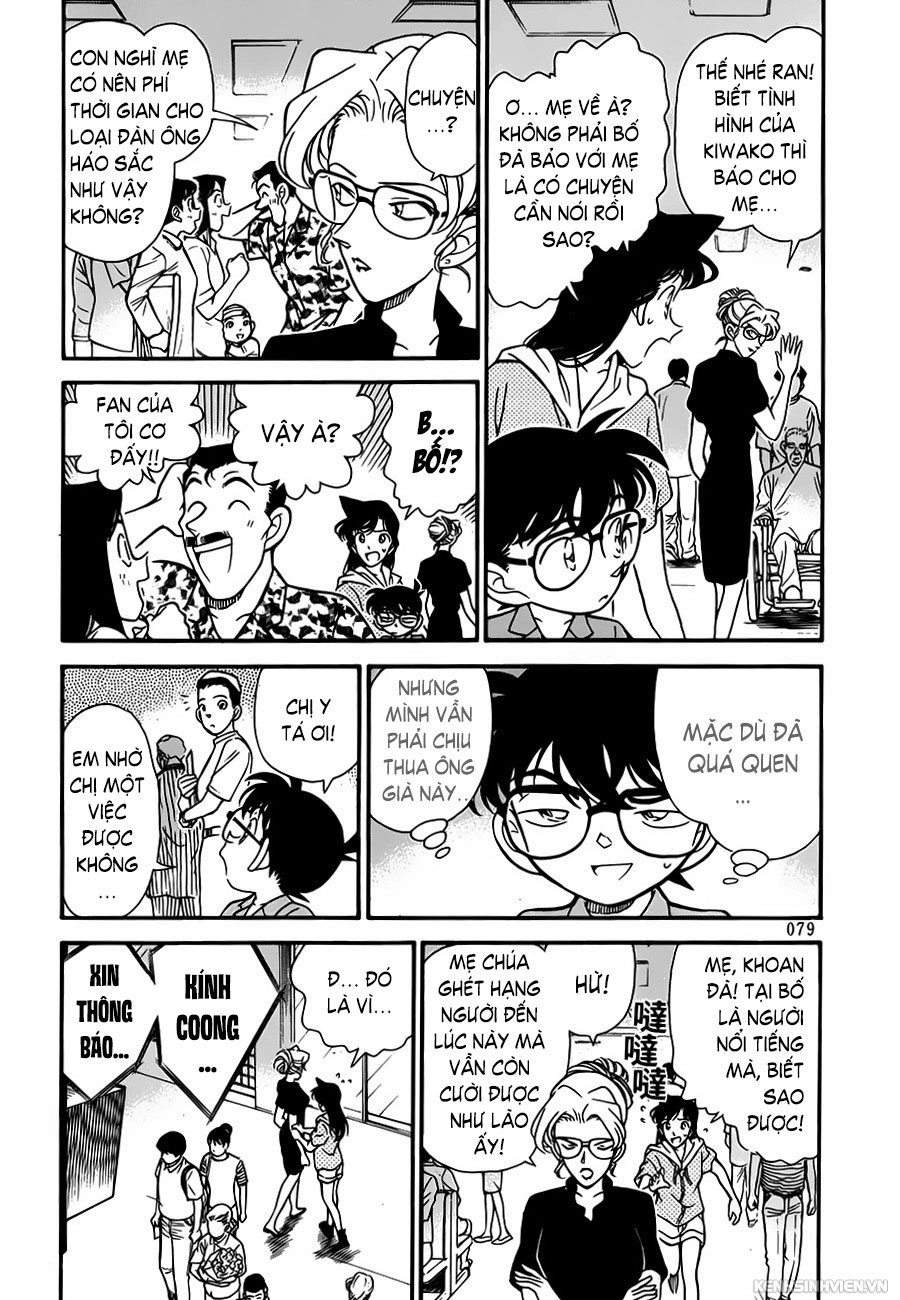 THẾ NHÉ RAN!
BIẾT TÌNH
HÌNH CỦA
KIWAKO THÌ
BÁO CHO
MẸ...
Ơ... MẸ VỀ À?
KHÔNG PHẢI BỐ
ĐÃ BẢO VỚI MẸ
LÀ CÓ CHUYỆN
CẦN NÓI RỒI
SAO?
CHUYỆN
...?
CON NGHĨ MẸ
CÓ NÊN PHÍ
THỜI GIAN CHO
LOẠI ĐÀN ÔNG
HÁO SẮC
NHƯ VẬY
KHÔNG?
B...
BỐ!?
VẬY À?
FAN CỦA
TÔI CƠ
ĐẤY!!
MẶC DÙ ĐÃ
QUÁ QUEN
...
NHƯNG
MÌNH VẪN
PHẢI CHỊU
THUA ÔNG
GIÀ NÀY...
CHỊ Y
TÁ ƠI!
EM NHỜ
CHỊ MỘT
VIỆC
ĐƯỢC
KHÔNG
...
079
MẸ, KHOAN
ĐÃ! TẠI BỐ
LÀ NGƯỜI
NỔI TIẾNG
MÀ, BIẾT
SAO
ĐƯỢC!
噠
噠
噠
HỪ!
MẸ CHÚA
GHÉT HẠNG
NGƯỜI ĐẾN
LÚC NÀY MÀ
VẪN CÒN
CƯỜI ĐƯỢC
NHƯ LÃO
ẤY!
Đ... ĐÓ
LÀ VÌ...
KÍNH
COONG
...
XIN
THÔNG
BÁO...
KENHSINHVIEN.VN